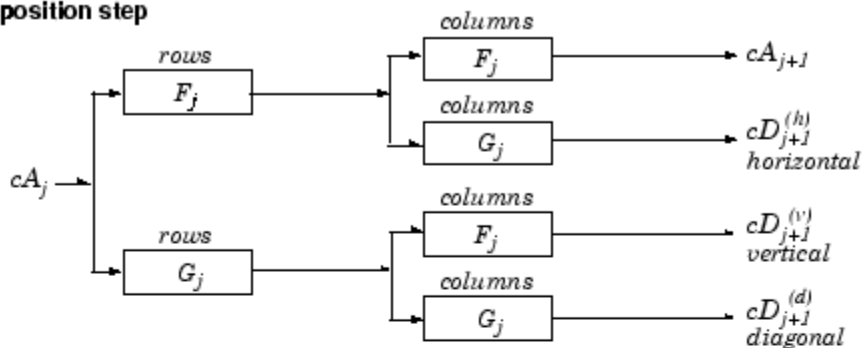 position step
columns
rows
F_j
cA_{j+1}
F_j
columns
G_j
cD_{j+1}^{(h)}
horizontal
cA_j
columns
rows
F_j
cD_{j+1}^{(v)}
vertical
G_j
columns
G_j
cD_{j+1}^{(d)}
diagonal